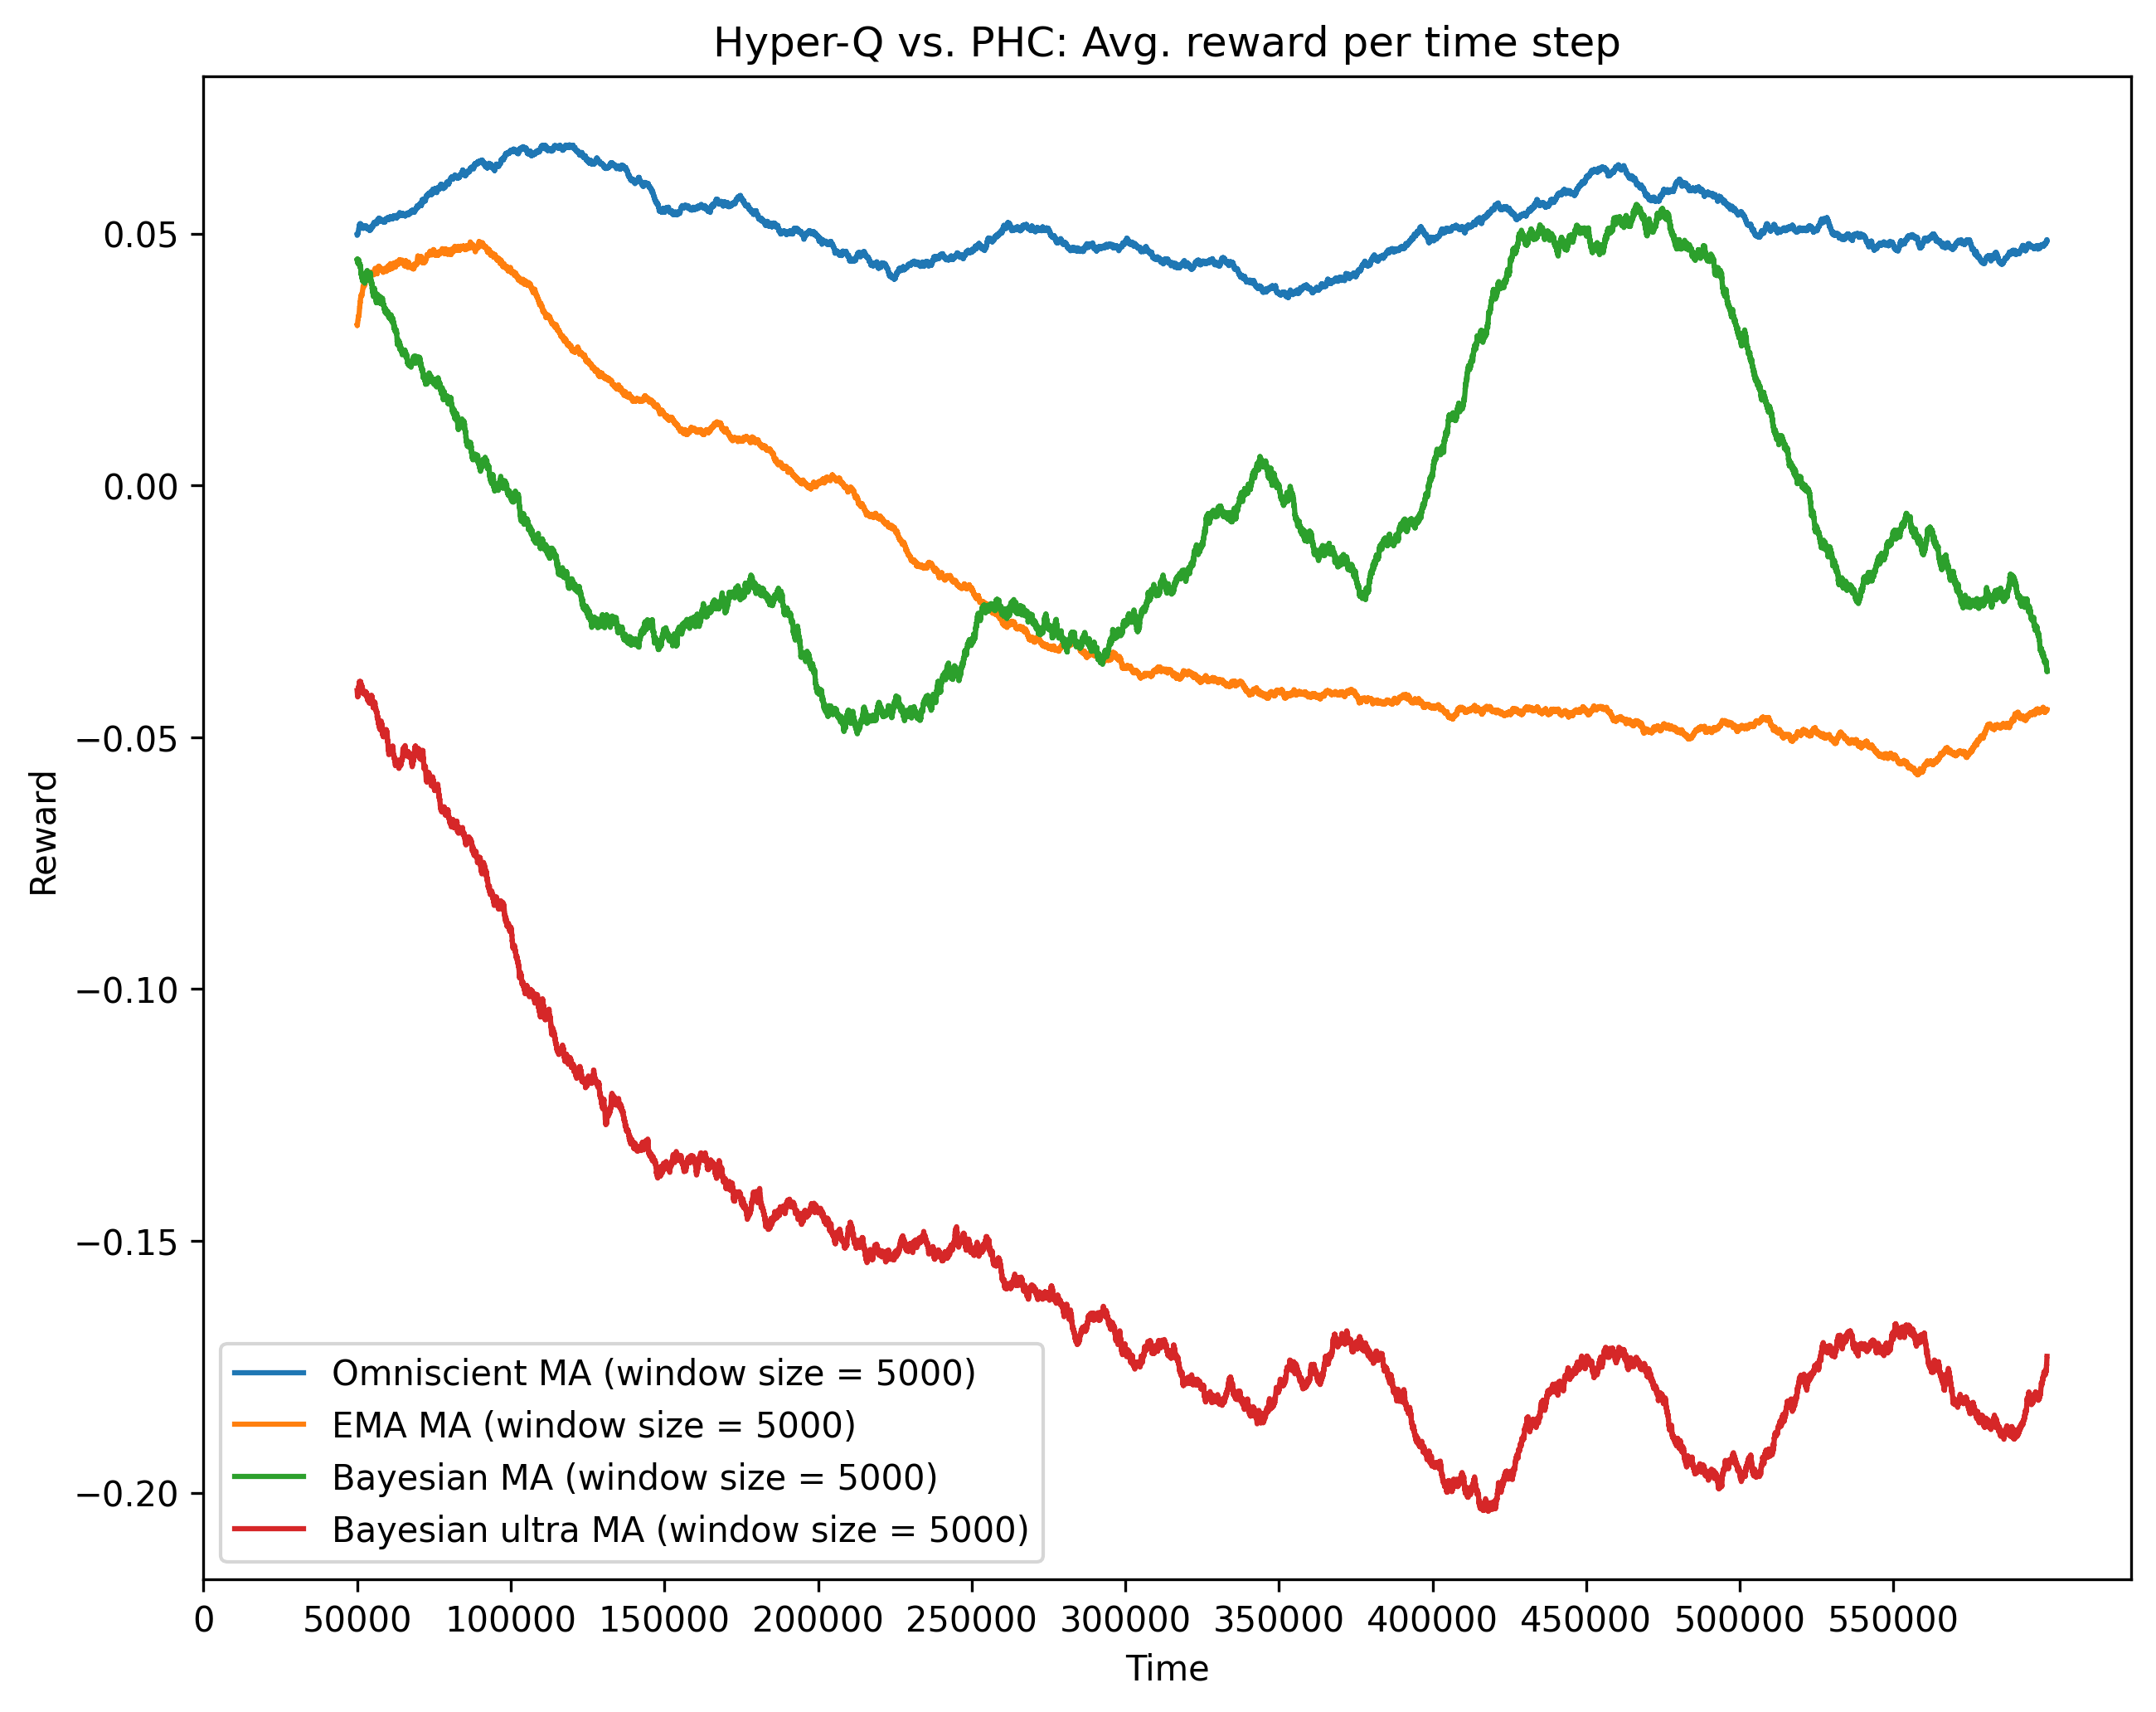 Hyper-Q vs. PHC: Avg. reward per time step
0.05
0.00
−0.05
−0.10
−0.15
−0.20
Reward
Omniscient MA (window size = 5000)
EMA MA (window size = 5000)
Bayesian MA (window size = 5000)
Bayesian ultra MA (window size = 5000)
0 50000 100000 150000 200000 250000 300000 350000 400000 450000 500000 550000
Time